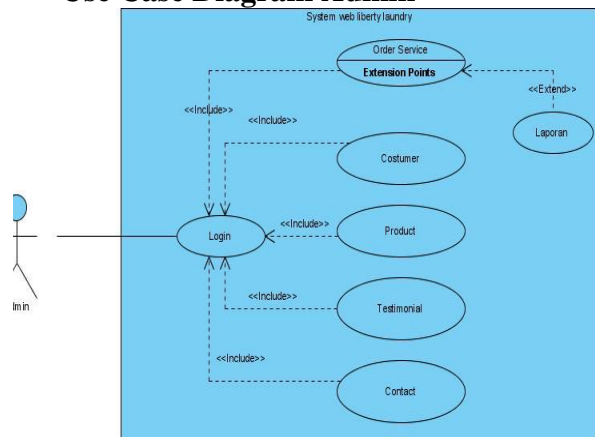 Use Case Diagram Admin
System web liberty laundry
Order Service
Extension Points
<<Extend>>
<<Include>>
<<Include>>
Laporan
Costumer
Login
<<Include>>
Product
<<Include>>
Testimonial
<<Include>>
Contact